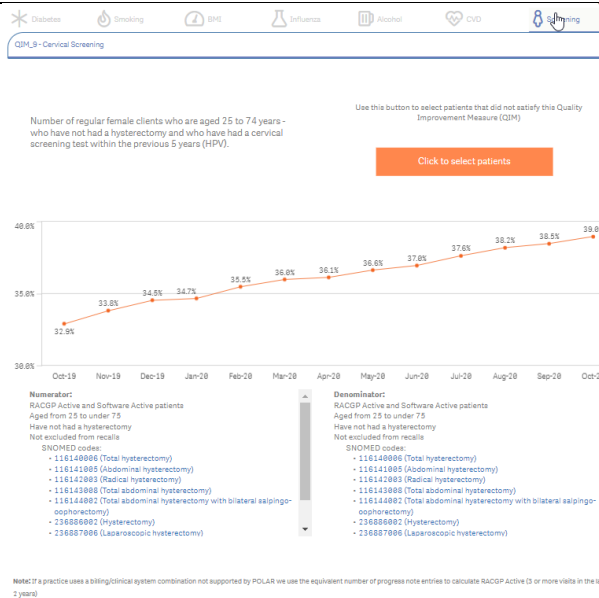 Diabetes Smoking BMI Influenza Alcohol CVD
QIM_9 - Cervical Screening
Number of regular female clients who are aged 25 to 74 years -
who have not had a hysterectomy and who have had a cervical
screening test within the previous 5 years (HPV).
Use this button to select patients that did not satisfy this Quality
Improvement Measure (QIM)
Click to select patients
40.0%
35.0%
30.0%
32.9% 33.8% 34.5% 34.7% 35.5% 36.0% 36.1% 36.6% 37.0% 37.6% 38.2% 38.5% 39.0
Oct-19 Nov-19 Dec-19 Jan-20 Feb-20 Mar-20 Apr-20 May-20 Jun-20 Jul-20 Aug-20 Sep-20 Oct-2
Numerator:
RACGP Active and Software Active patients
Aged from 25 to under 75
Have not had a hysterectomy
Not excluded from recalls
SNOMED codes:
• 116140006 (Total hysterectomy)
• 116141005 (Abdominal hysterectomy)
• 116142003 (Radical hysterectomy)
• 116143008 (Total abdominal hysterectomy)
• 116144002 (Total abdominal hysterectomy with bilateral salpingo-
oophorectomy)
• 236886002 (Hysterectomy)
• 236887006 (Laparoscopic hysterectomy)
Denominator:
RACGP Active and Software Active patients
Aged from 25 to under 75
Have not had a hysterectomy
Not excluded from recalls
SNOMED codes:
• 116140006 (Total hysterectomy)
• 116141005 (Abdominal hysterectomy)
• 116142003 (Radical hysterectomy)
• 116143008 (Total abdominal hysterectomy)
• 116144002 (Total abdominal hysterectomy with bilateral salpingo-
oophorectomy)
• 236886002 (Hysterectomy)
• 236887006 (Laparoscopic hysterectomy)
Note: If a practice uses a billing/clinical system combination not supported by POLAR we use the equivalent number of progress note entries to calculate RACGP Active (3 or more visits in the
2 years)